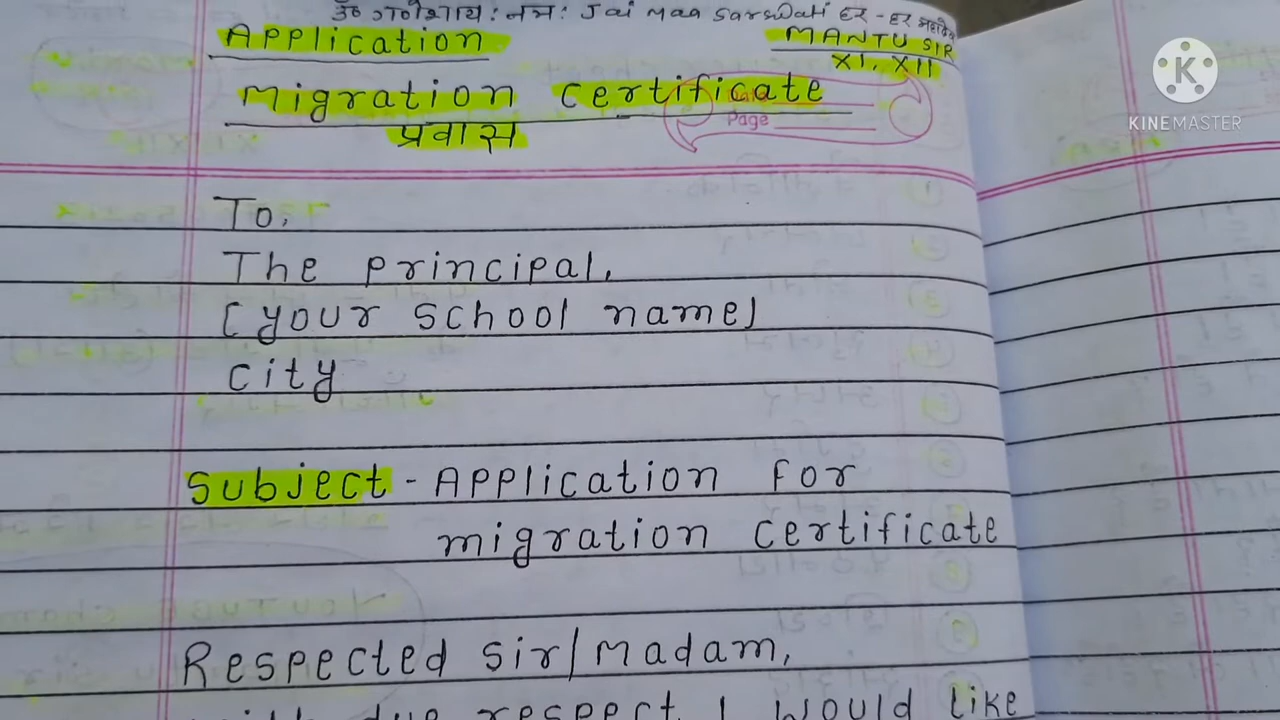 ॐ गणेशाय: नमः Jai maa sarswati हर - हर महादेव
Application
MANTU SIR
XI, XII
Migration certificate
Page
प्रवास
To,
The principal,
(your school name)
city
Subject - Application for
migration certificate
Respected sir/madam,
with due respect I would like
K
KINEMASTER